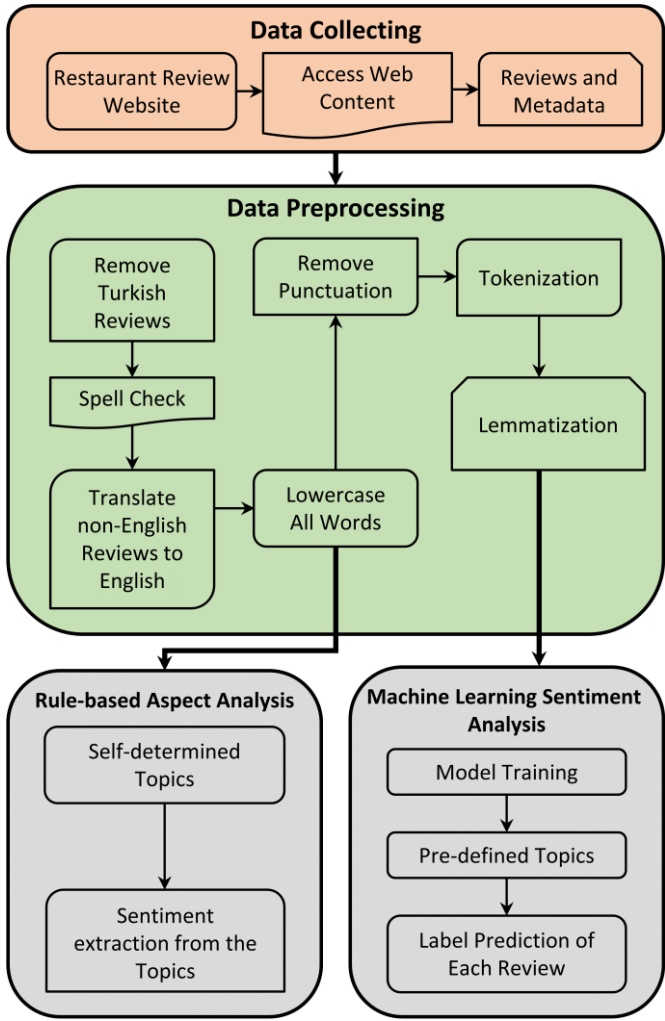 Data Collecting
Restaurant Review
Website
Access Web
Content
Reviews and
Metadata
Data Preprocessing
Remove
Turkish
Reviews
Spell Check
Translate
non-English
Reviews to
English
Lowercase
All Words
Remove
Punctuation
Tokenization
Lemmatization
Rule-based Aspect Analysis
Self-determined
Topics
Sentiment
extraction from the
Topics
Machine Learning Sentiment
Analysis
Model Training
Pre-defined Topics
Label Prediction of
Each Review